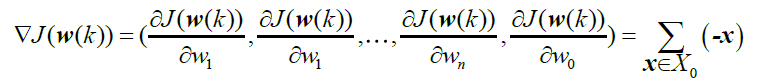 ∇J(w(k)) = (∂J(w(k))/∂w₁, ∂J(w(k))/∂w₁, ..., ∂J(w(k))/∂wₙ, ∂J(w(k))/∂w₀) = ∑_{x∈X₀} (-x)